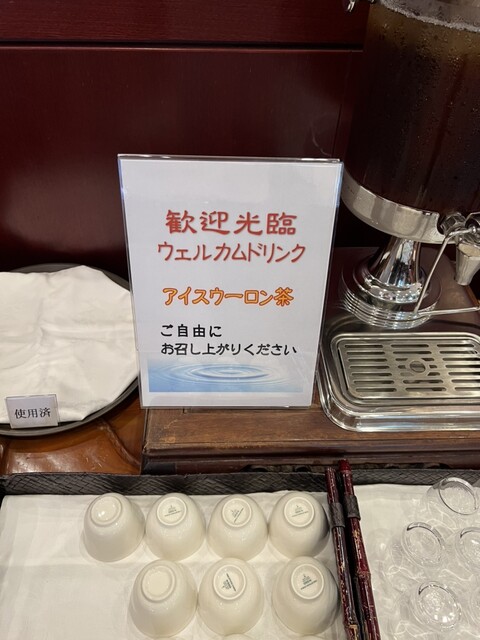 歓迎光臨
ウェルカムドリンク
アイスウーロン茶
ご自由に
お召し上がりください
使用済